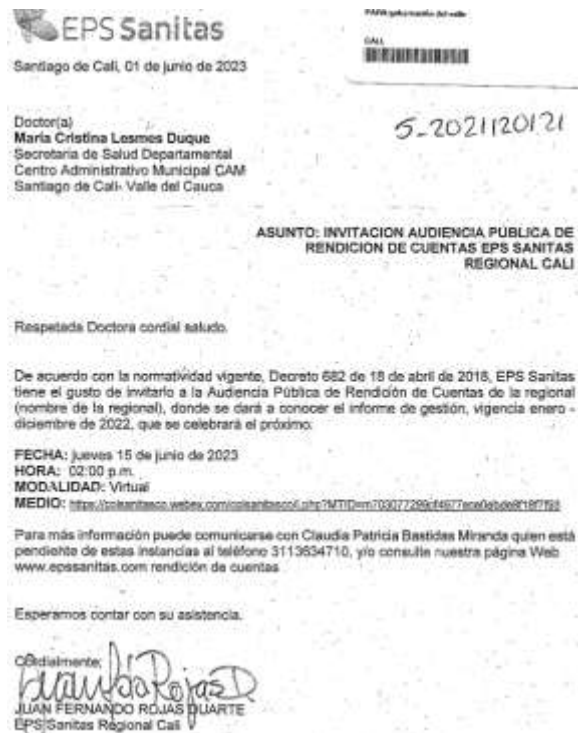 EPS Sanitas
PARA: gobernación del valle
CALI
Santiago de Cali, 01 de junio de 2023
5-2021120121
Doctor(a)
María Cristina Lesmes Duque
Secretaria de Salud Departamental
Centro Administrativo Municipal CAM
Santiago de Cali- Valle del Cauca
ASUNTO: INVITACION AUDIENCIA PÚBLICA DE
RENDICION DE CUENTAS EPS SANITAS
REGIONAL CALI
Respetada Doctora cordial saludo.
De acuerdo con la normatividad vigente, Decreto 682 de 18 de abril de 2018, EPS Sanitas
tiene el gusto de invitarlo a la Audiencia Pública de Rendición de Cuentas de la regional
(nombre de la regional), donde se dará a conocer el informe de gestión, vigencia enero -
diciembre de 2022, que se celebrará el próximo:
FECHA: jueves 15 de junio de 2023
HORA: 02:00 p.m.
MODALIDAD: Virtual
MEDIO:
Para más información puede comunicarse con Claudia Patricia Bastidas Miranda quien está
pendiente de estas instancias al teléfono 3113634710, y/o consulte nuestra página Web
www.epssanitas.com rendición de cuentas
Esperamos contar con su asistencia.
Cordialmente;
JUAN FERNANDO ROJAS DUARTE
EPS Sanitas Regional Cali